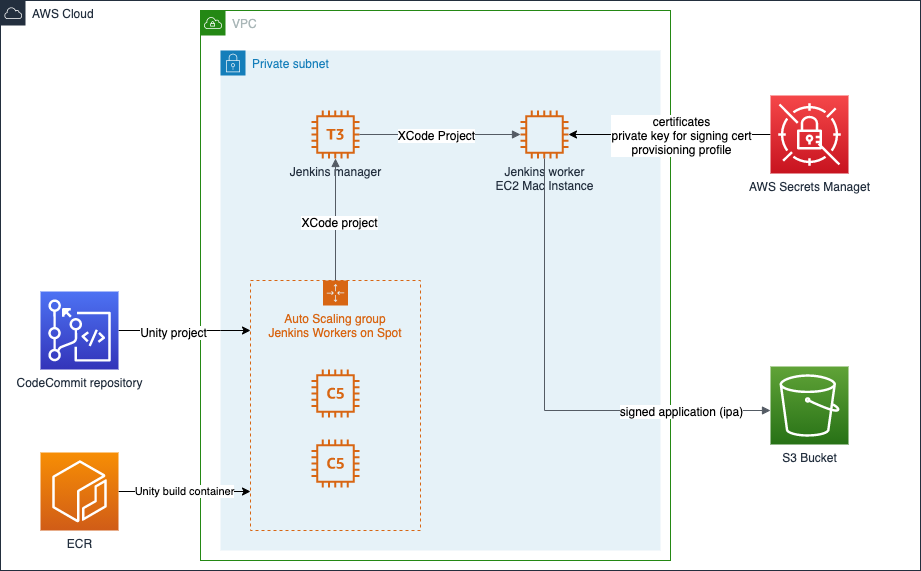 AWS Cloud
VPC
Private subnet
T3
Jenkins manager
XCode Project
Jenkins worker
EC2 Mac Instance
certificates
private key for signing cert
provisioning profile
AWS Secrets Managet
XCode project
Auto Scaling group
Jenkins Workers on Spot
C5
C5
Unity project
CodeCommit repository
Unity build container
ECR
signed application (ipa)
S3 Bucket